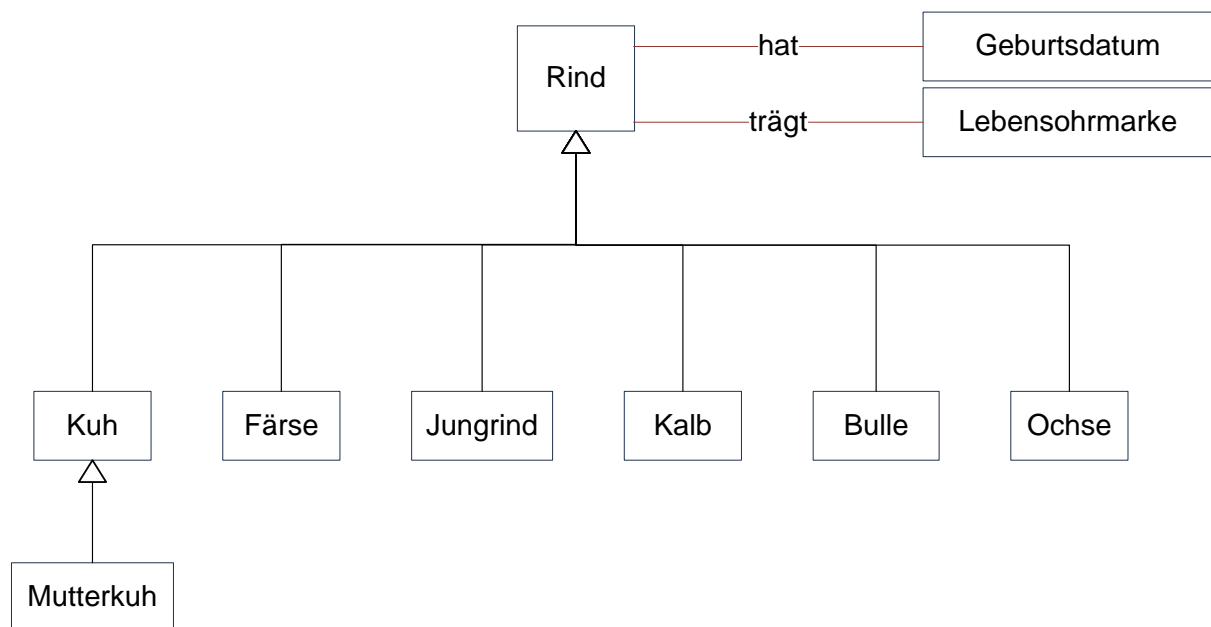 hat
Geburtsdatum
Rind
trägt
Lebensohrmarke
Kuh
Färse
Jungrind
Kalb
Bulle
Ochse
Mutterkuh